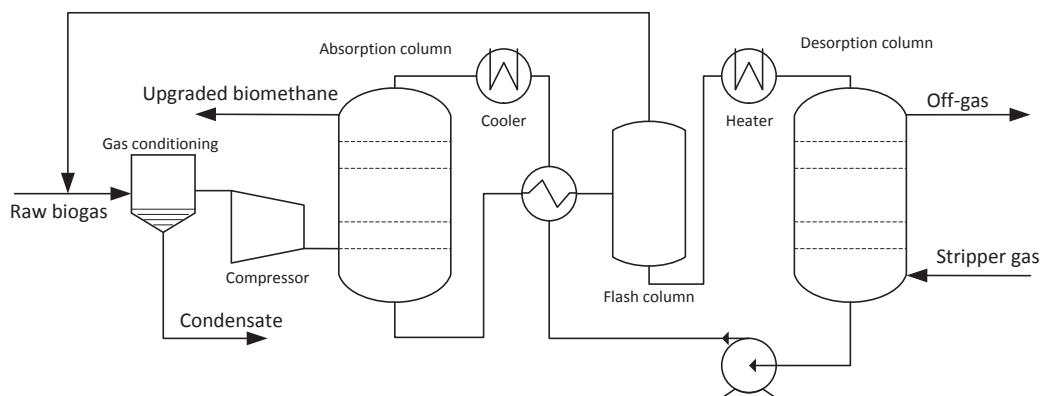 Absorption column
Desorption column
Upgraded biomethane
Cooler
Heater
Off-gas
Gas conditioning
Raw biogas
Compressor
Flash column
Stripper gas
Condensate